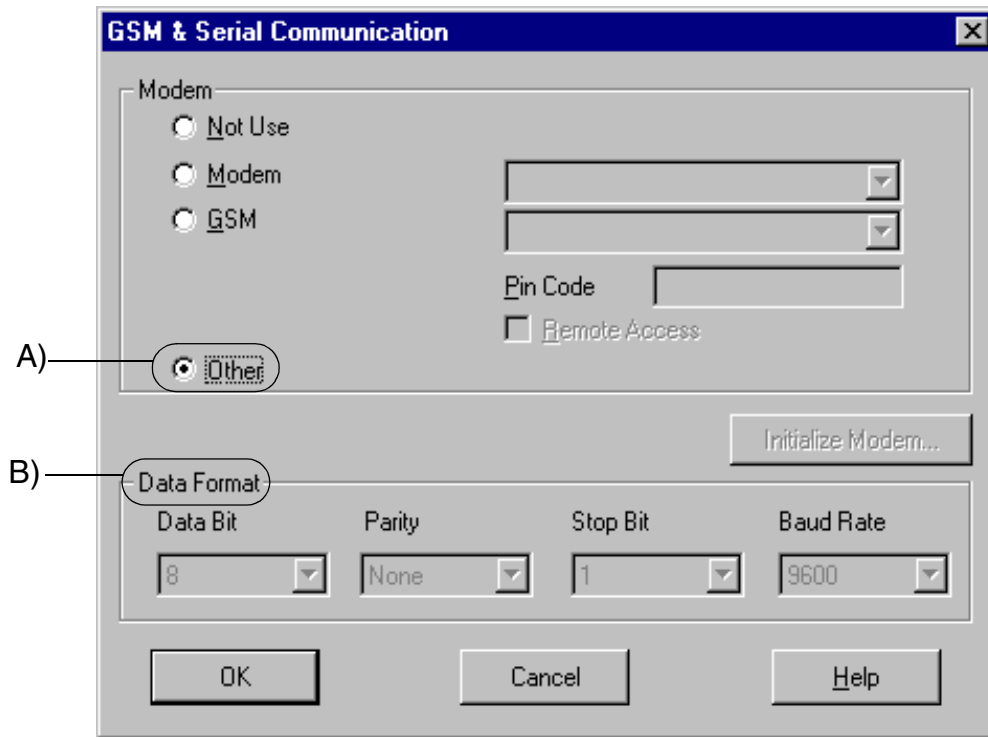 GSM & Serial Communication
Modem
Not Use
Modem
GSM
Pin Code
Remote Access
A)
Other
Initialize Modem...
B)
Data Format
Data Bit Parity Stop Bit Baud Rate
8 None 1 9600
OK Cancel Help